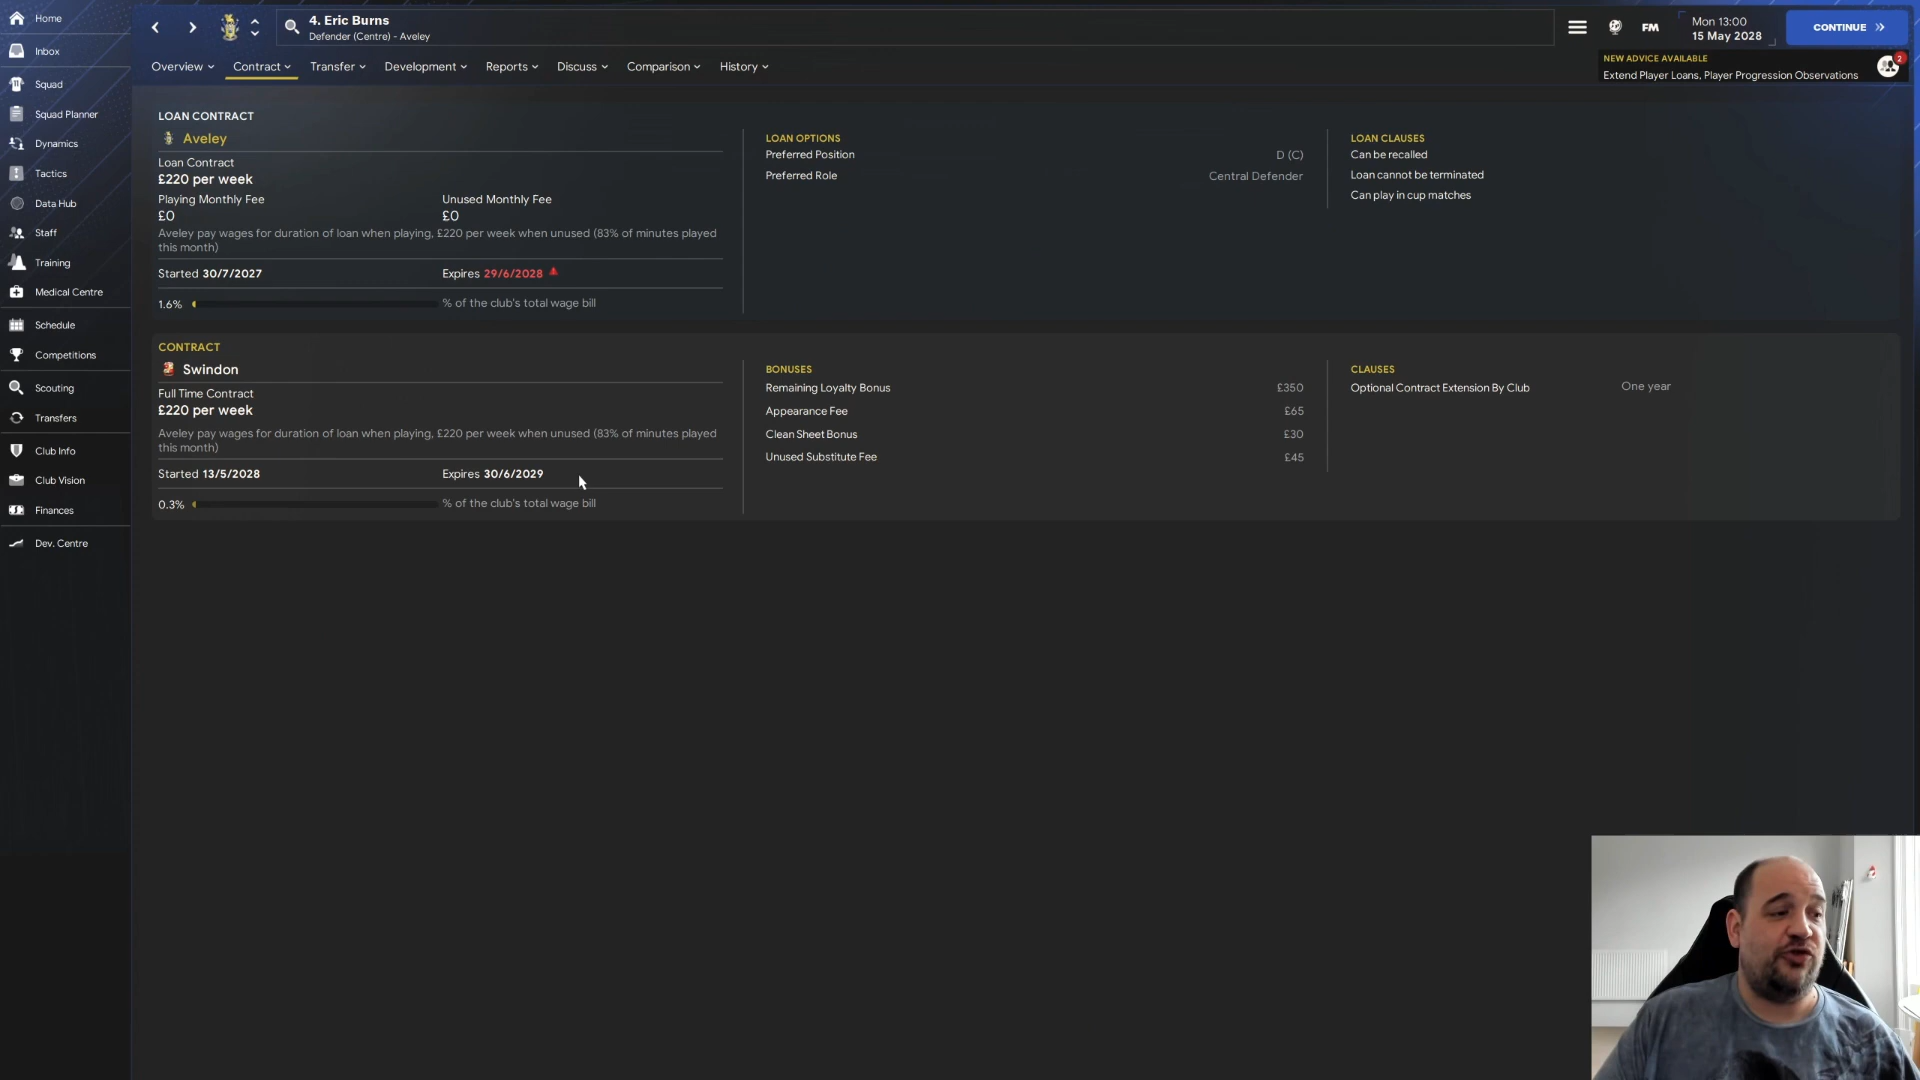 Home
Inbox
Squad
Squad Planner
Dynamics
Tactics
Data Hub
Staff
Training
Medical Centre
Schedule
Competitions
Scouting
Transfers
Club Info
Club Vision
Finances
Dev. Centre
4. Eric Burns
Defender (Centre) - Aveley
FM
Mon 13:00
15 May 2028
CONTINUE
Overview
Contract
Transfer
Development
Reports
Discuss
Comparison
History
NEW ADVICE AVAILABLE
Extend Player Loans, Player Progression Observations
2
LOAN CONTRACT
Aveley
Loan Contract
£220 per week
Playing Monthly Fee Unused Monthly Fee
£0 £0
Aveley pay wages for duration of loan when playing, £220 per week when unused (83% of minutes played
this month)
Started 30/7/2027 Expires 29/6/2028
1.6% % of the club's total wage bill
LOAN OPTIONS
Preferred Position D (C)
Preferred Role Central Defender
LOAN CLAUSES
Can be recalled
Loan cannot be terminated
Can play in cup matches
CONTRACT
Swindon
Full Time Contract
£220 per week
Aveley pay wages for duration of loan when playing, £220 per week when unused (83% of minutes played
this month)
Started 13/5/2028 Expires 30/6/2029
0.3% % of the club's total wage bill
BONUSES
Remaining Loyalty Bonus £350
Appearance Fee £65
Clean Sheet Bonus £30
Unused Substitute Fee £45
CLAUSES
Optional Contract Extension By Club One year